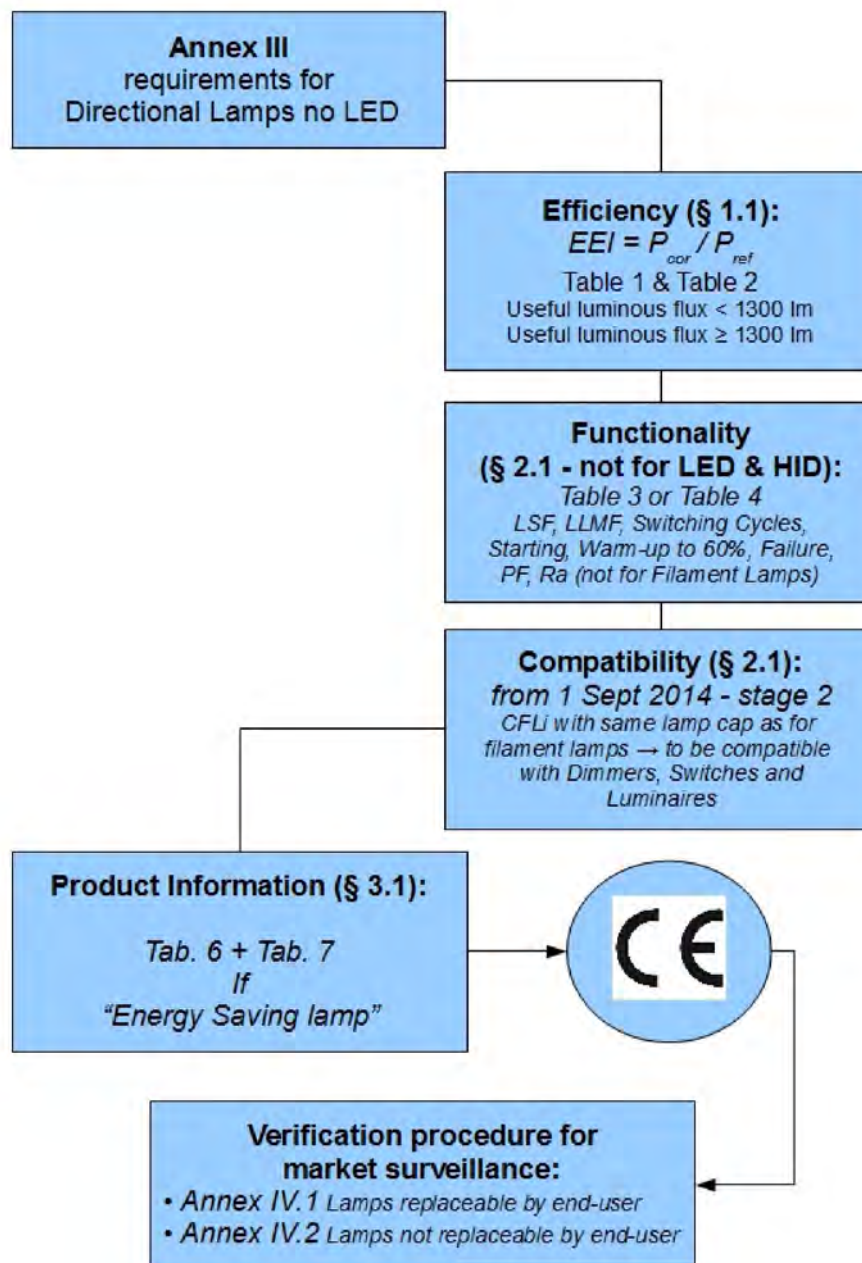 Annex III
requirements for
Directional Lamps no LED
Efficiency (§ 1.1):
EEI = P_cor / P_ref
Table 1 & Table 2
Useful luminous flux < 1300 lm
Useful luminous flux ≥ 1300 lm
Functionality
(§ 2.1 - not for LED & HID):
Table 3 or Table 4
LSF, LLMF, Switching Cycles,
Starting, Warm-up to 60%, Failure,
PF, Ra (not for Filament Lamps)
Compatibility (§ 2.1):
from 1 Sept 2014 - stage 2
CFLi with same lamp cap as for
filament lamps → to be compatible
with Dimmers, Switches and
Luminaires
Product Information (§ 3.1):
Tab. 6 + Tab. 7
If
“Energy Saving lamp”
CE
Verification procedure for
market surveillance:
• Annex IV.1 Lamps replaceable by end-user
• Annex IV.2 Lamps not replaceable by end-user